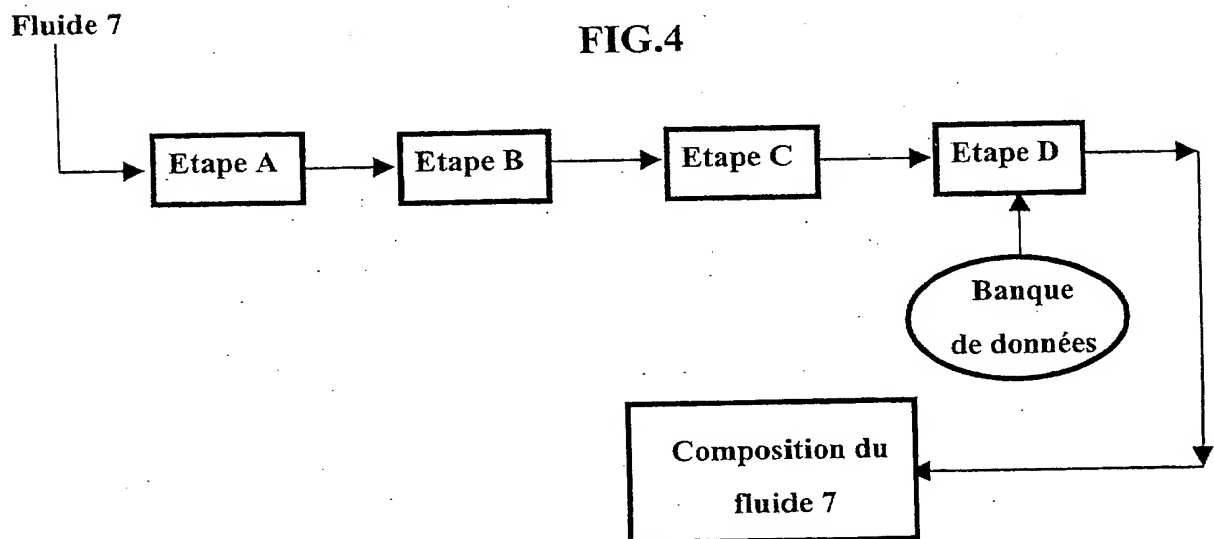 Fluide 7
FIG.4
Etape A
Etape B
Etape C
Etape D
Banque
de données
Composition du
fluide 7